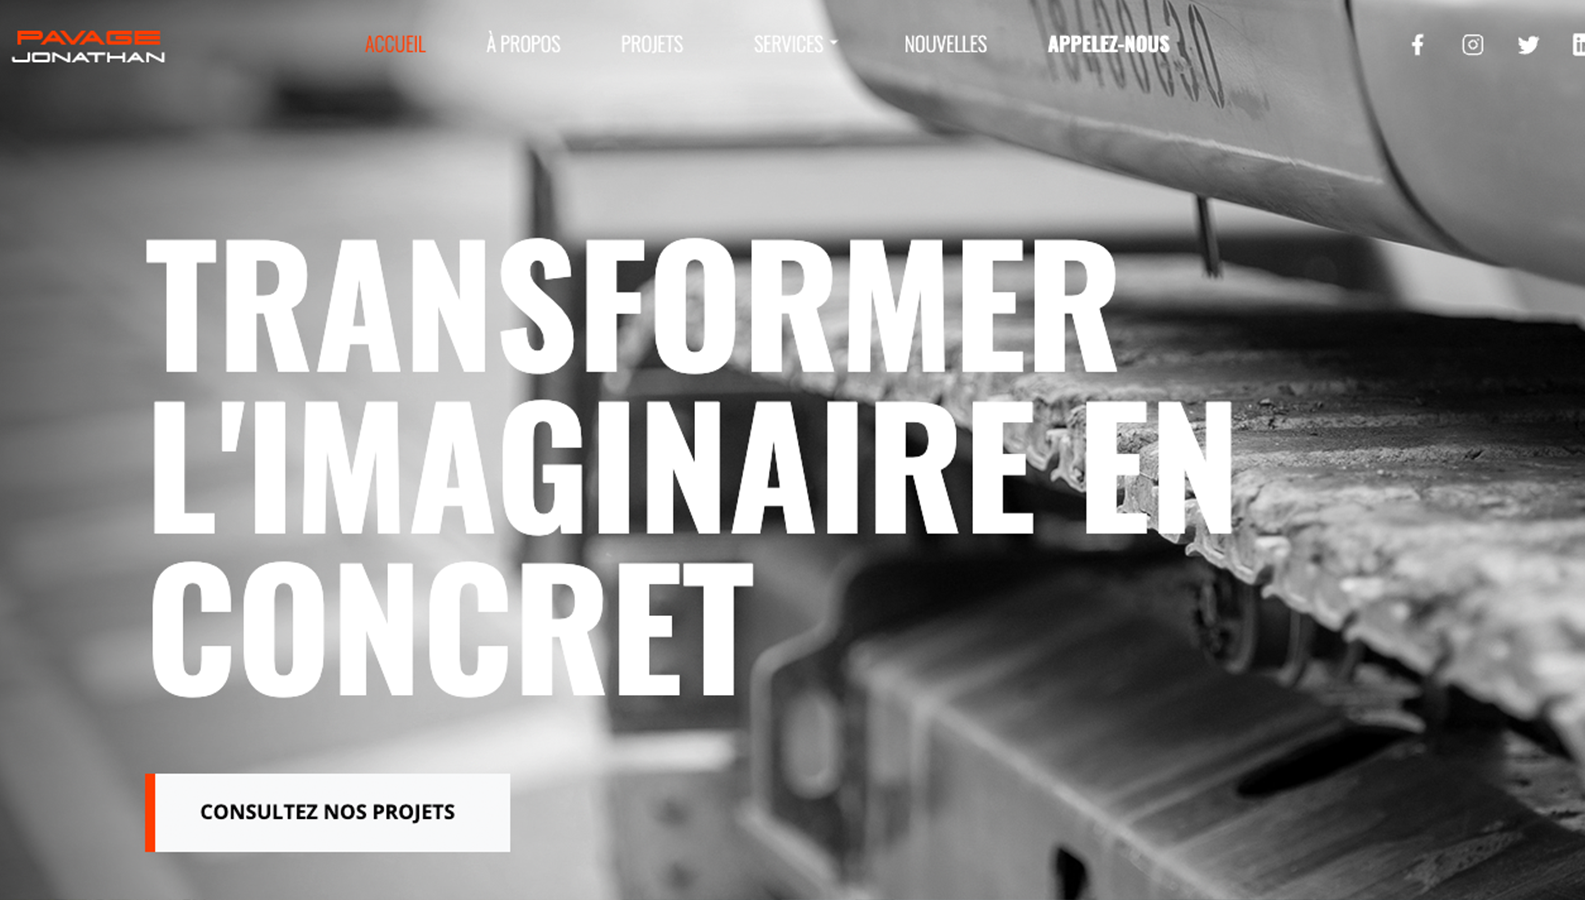 PAVAGE
JONATHAN
ACCUEIL
À PROPOS
PROJETS
SERVICES
NOUVELLES
APPELEZ-NOUS
TRANSFORMER
L'IMAGINAIRE EN
CONCRET
CONSULTEZ NOS PROJETS